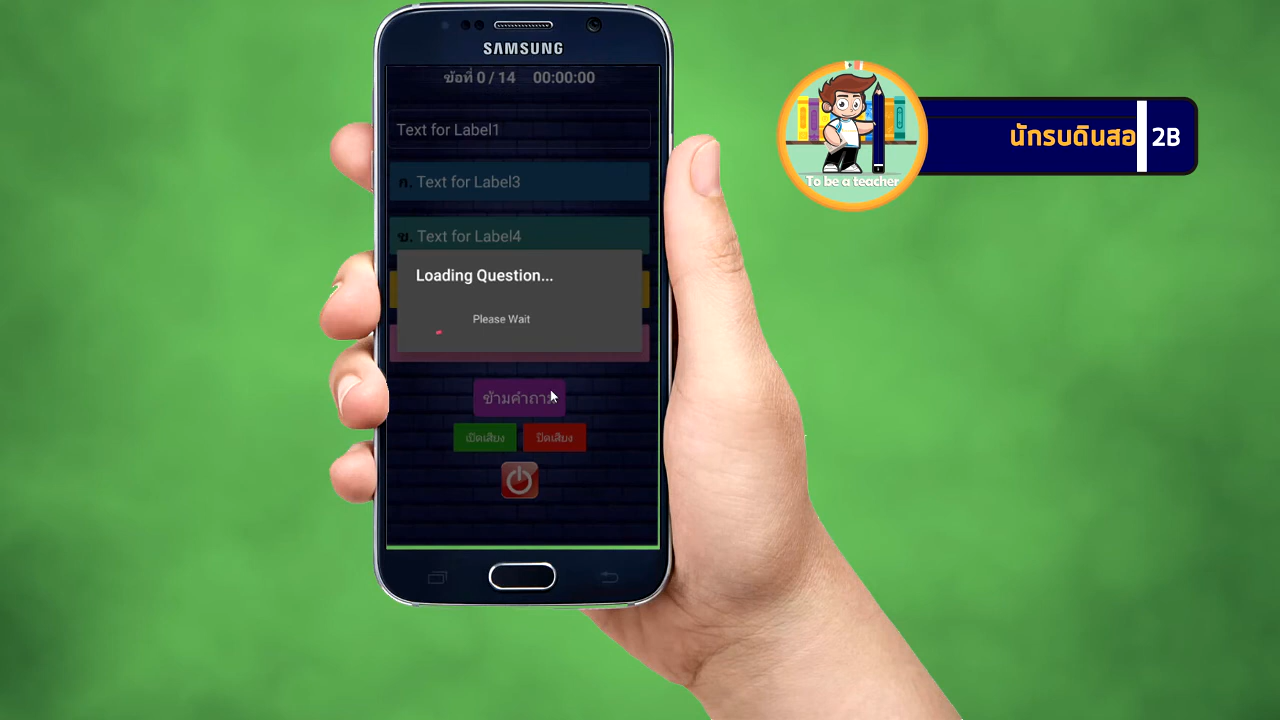 SAMSUNG
ข้อที่ 0 / 14 00:00:00
Text for Label1
ก. Text for Label3
ข. Text for Label4
Loading Question...
Please Wait
ข้ามคำถาม
เปิดเสียง ปิดเสียง
To be a teacher
นักรบดินสอ 2B